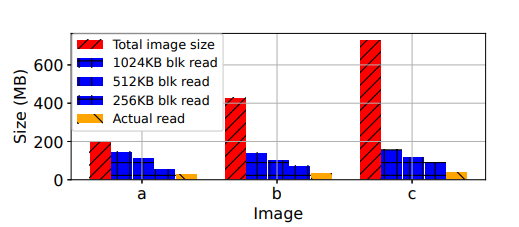 Total image size
1024KB blk read
512KB blk read
256KB blk read
Actual read
600
400
200
0
Size (MB)
a b c
Image